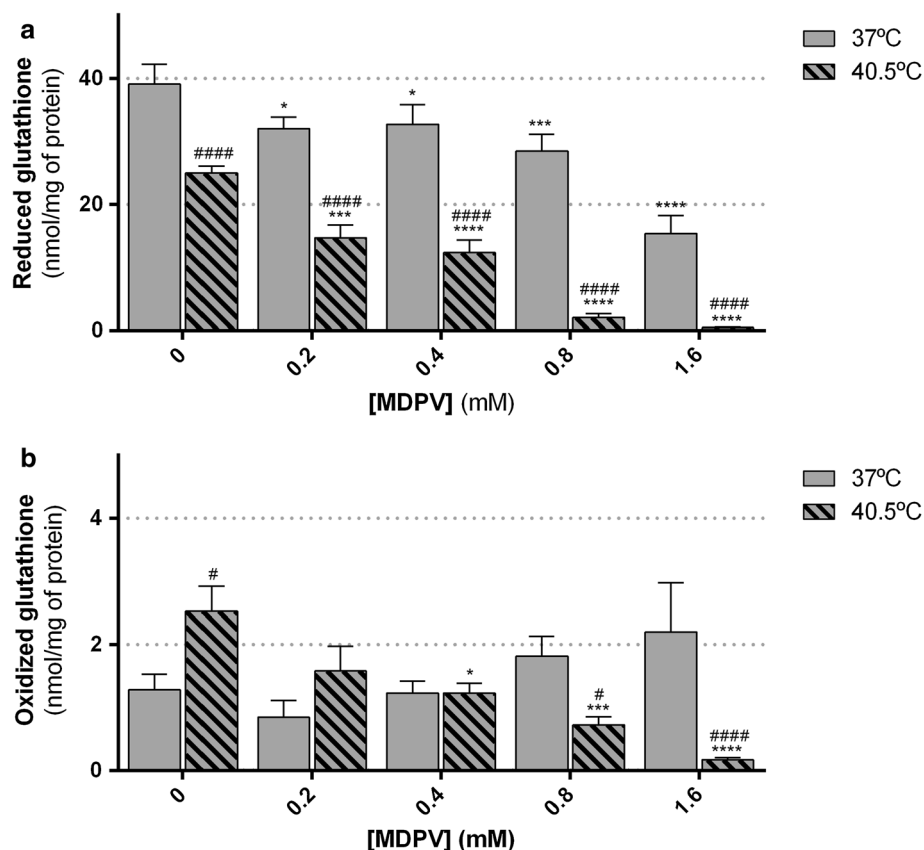 a
Reduced glutathione
(nmol/mg of protein)
40
20
0
37ºC
40.5ºC
####
*
####
***
*
####
****
***
####
****
****
####
****
0
0.2
0.4
0.8
1.6
[MDPV] (mM)
b
Oxidized glutathione
(nmol/mg of protein)
4
2
0
37ºC
40.5ºC
#
*
#
***
####
****
0
0.2
0.4
0.8
1.6
[MDPV] (mM)